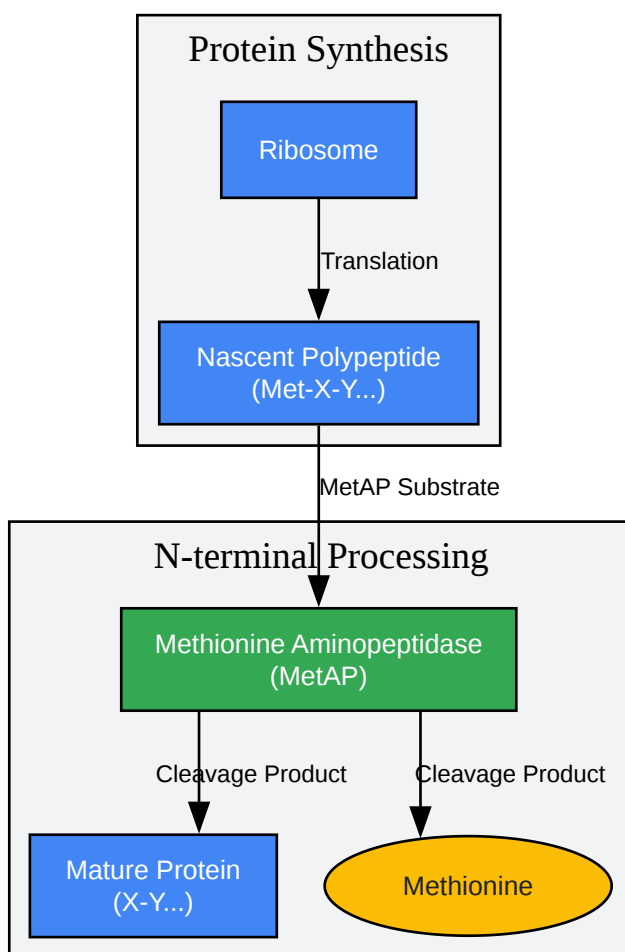 Protein Synthesis
Ribosome
Translation
Nascent Polypeptide
(Met-X-Y...)
MetAP Substrate
N-terminal Processing
Methionine Aminopeptidase
(MetAP)
Cleavage Product
Cleavage Product
Mature Protein
(X-Y...)
Methionine